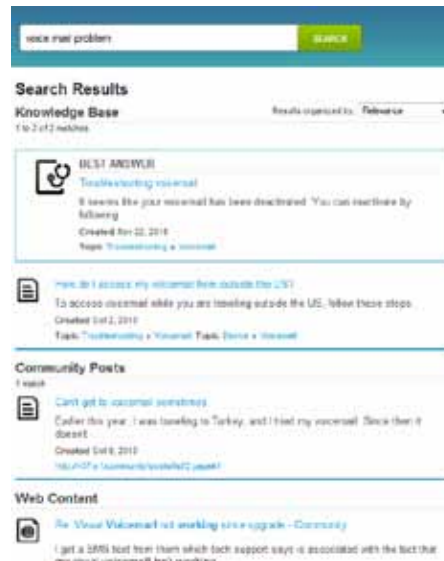 voice mail problem
SEARCH
Search Results
Knowledge Base
Results organized by: Relevance
1 to 2 of 2 matches
BEST ANSWER
Troubleshooting voicemail
It seems like your voicemail has been deactivated. You can reactivate by
following
Created Nov 22, 2010
Topic Troubleshooting » Voicemail
How do I access my voicemail from outside the US?
To access voicemail while you are traveling outside the US, follow these steps.
Created Oct 2, 2010
Topic Troubleshooting » Voicemail Topic Device » Voicemail
Community Posts
1 match
Can't get to voicemail sometimes
Earlier this year, I was traveling to Turkey, and I tried my voicemail. Since then it
doesn't
Created Oct 8, 2010
Web Content
Re: Visual Voicemail not working since upgrade - Community
I get a SMS text from them which tech support says is associated with the fact that
my visual voicemail isn't working